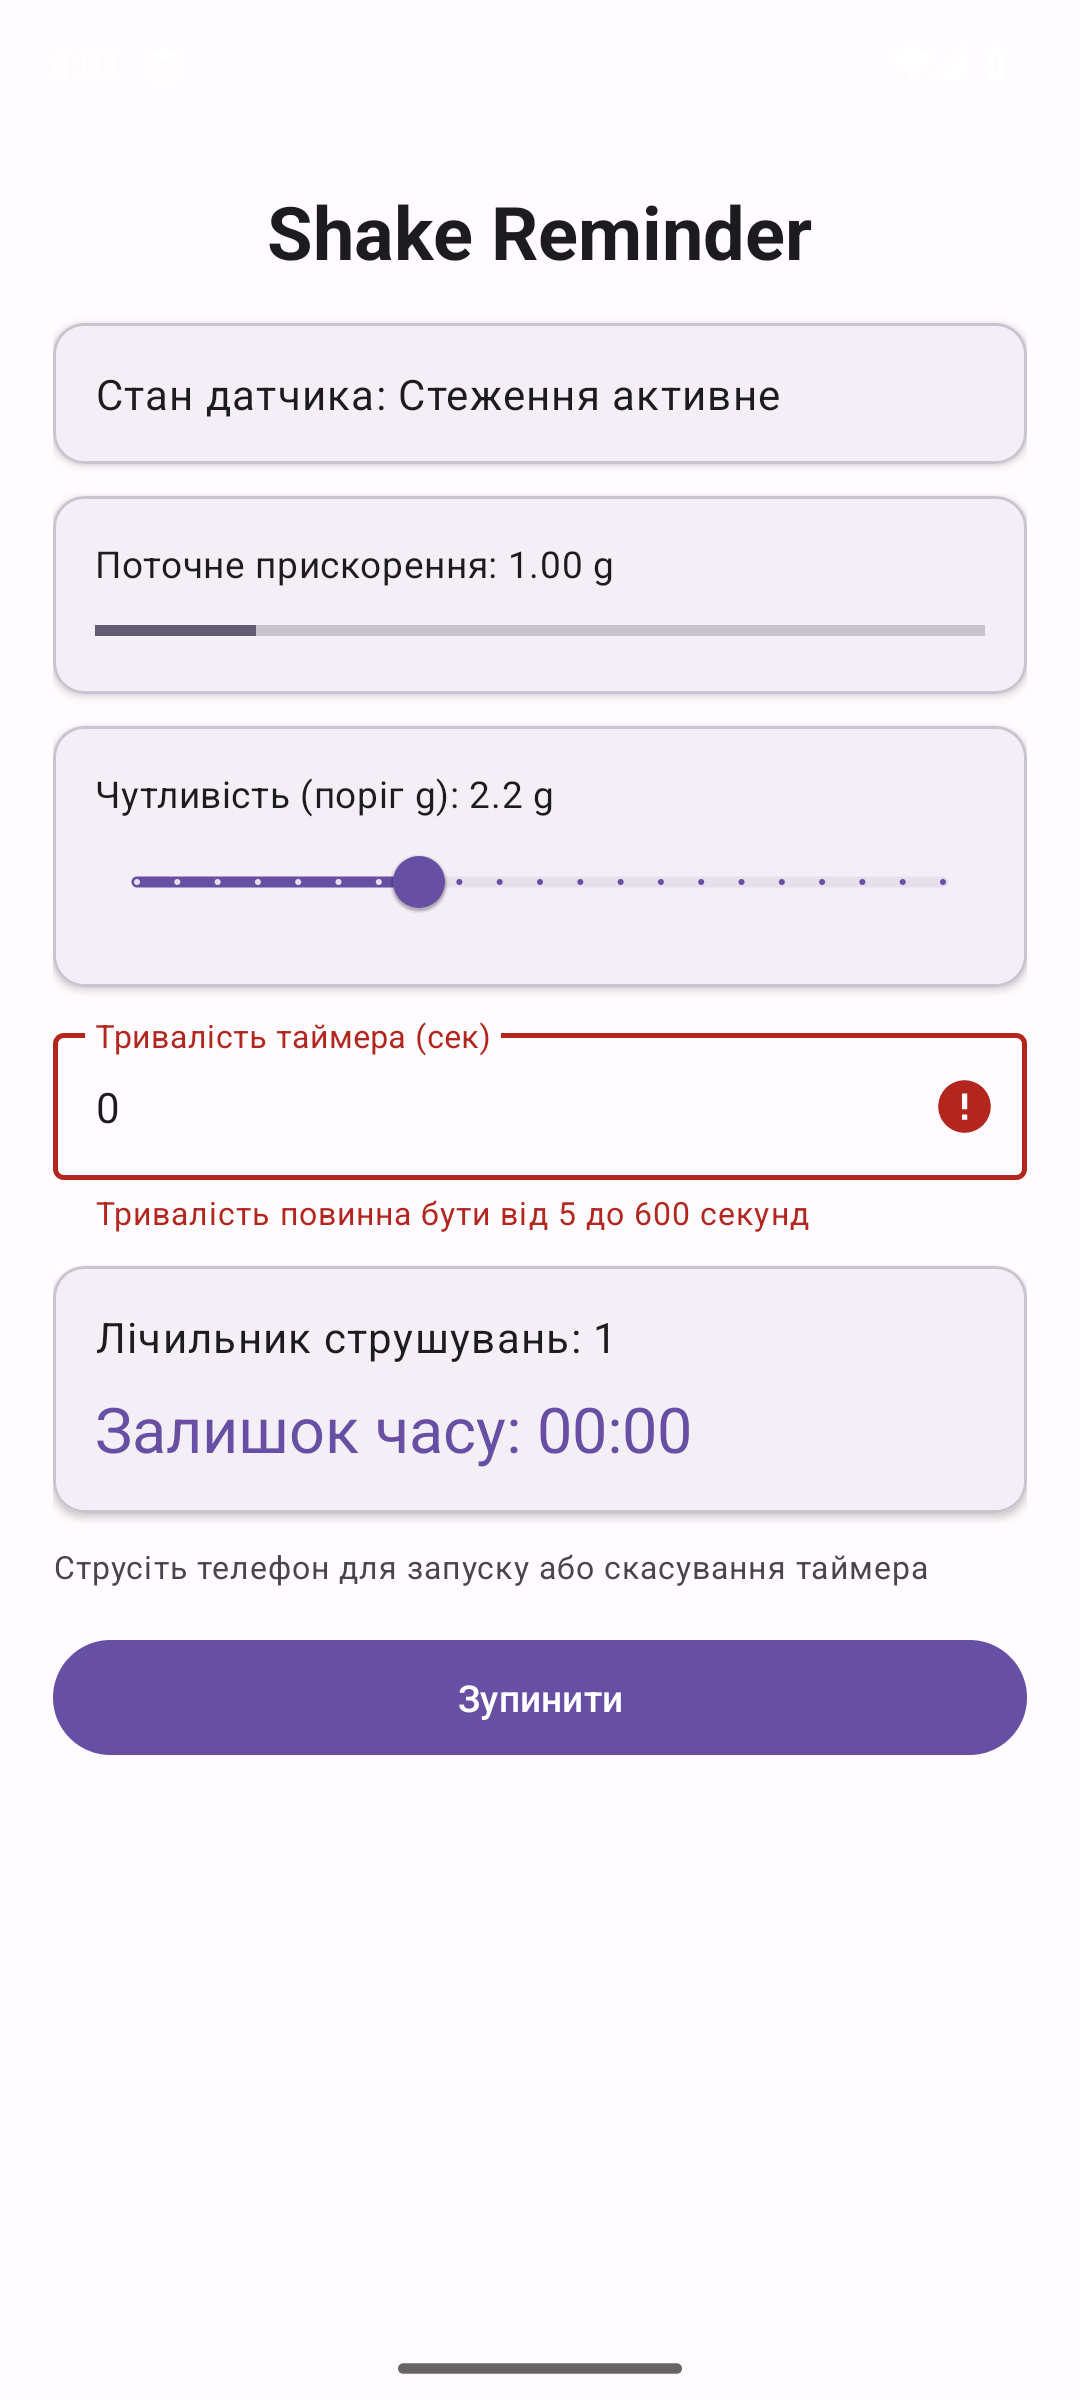 Shake Reminder
Стан датчика: Стеження активне
Поточне прискорення: 1.00 g
Чутливість (поріг g): 2.2 g
Тривалість таймера (сек)
0
Тривалість повинна бути від 5 до 600 секунд
Лічильник струшувань: 1
Залишок часу: 00:00
Струсіть телефон для запуску або скасування таймера
Зупинити